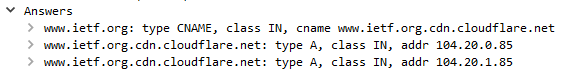 Answers
www.ietf.org: type CNAME, class IN, cname www.ietf.org.cdn.cloudflare.net
www.ietf.org.cdn.cloudflare.net: type A, class IN, addr 104.20.0.85
www.ietf.org.cdn.cloudflare.net: type A, class IN, addr 104.20.1.85